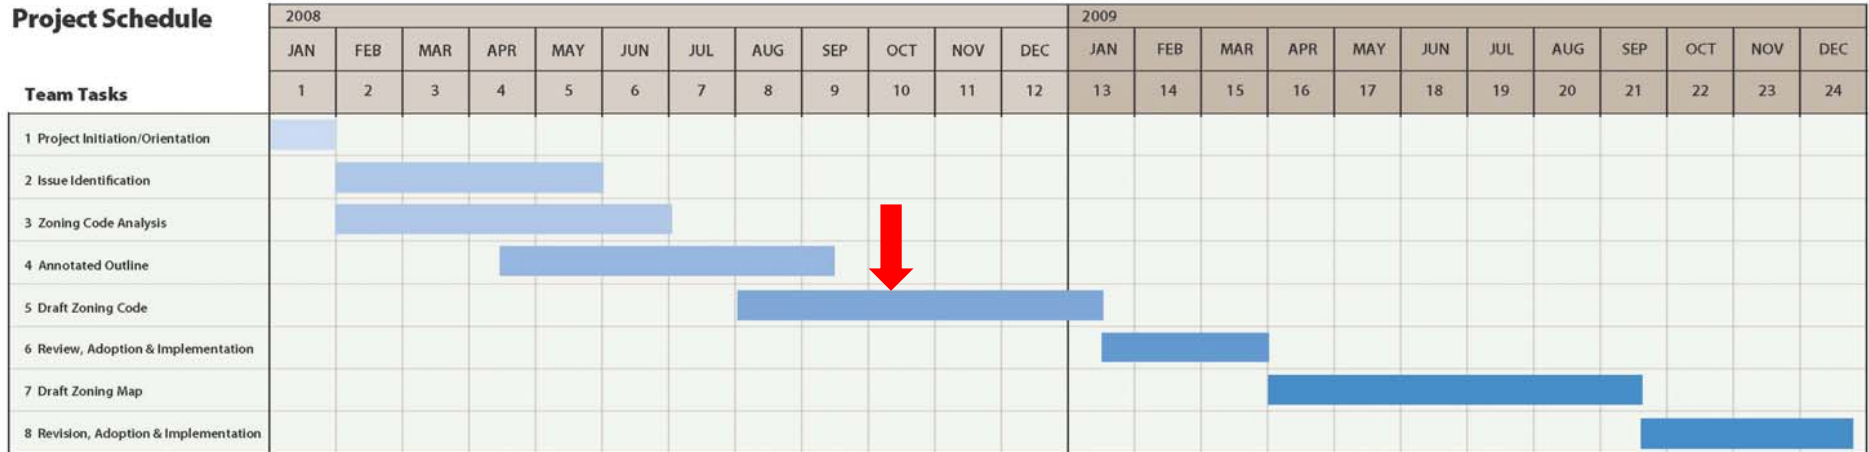 Project Schedule
2008 2009
JAN FEB MAR APR MAY JUN JUL AUG SEP OCT NOV DEC JAN FEB MAR APR MAY JUN JUL AUG SEP OCT NOV DEC
Team Tasks 1 2 3 4 5 6 7 8 9 10 11 12 13 14 15 16 17 18 19 20 21 22 23 24
1 Project Initiation/Orientation
2 Issue Identification
3 Zoning Code Analysis
4 Annotated Outline
5 Draft Zoning Code
6 Review, Adoption & Implementation
7 Draft Zoning Map
8 Revision, Adoption & Implementation